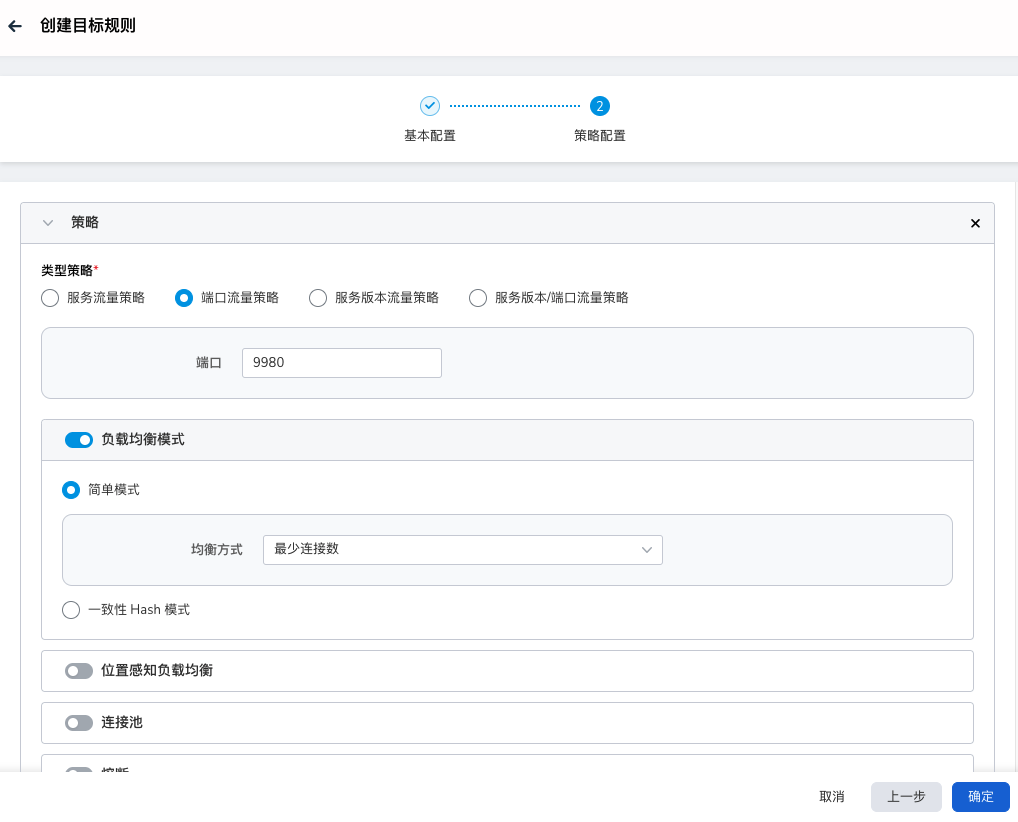 创建目标规则
2
基本配置
策略配置
策略
类型策略*
服务流量策略 端口流量策略 服务版本流量策略 服务版本/端口流量策略
端口 9980
负载均衡模式
简单模式
均衡方式 最少连接数
一致性 Hash 模式
位置感知负载均衡
连接池
熔断
取消 上一步 确定